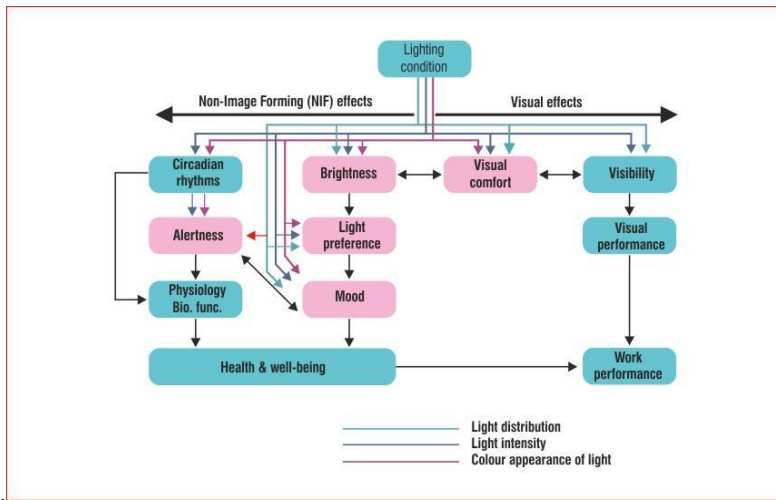 Lighting
condition
Non-Image Forming (NIF) effects
Visual effects
Circadian
rhythms
Brightness
Visual
comfort
Visibility
Alertness
Light
preference
Visual
performance
Physiology
Bio. func.
Mood
Health & well-being
Work
performance
Light distribution
Light intensity
Colour appearance of light